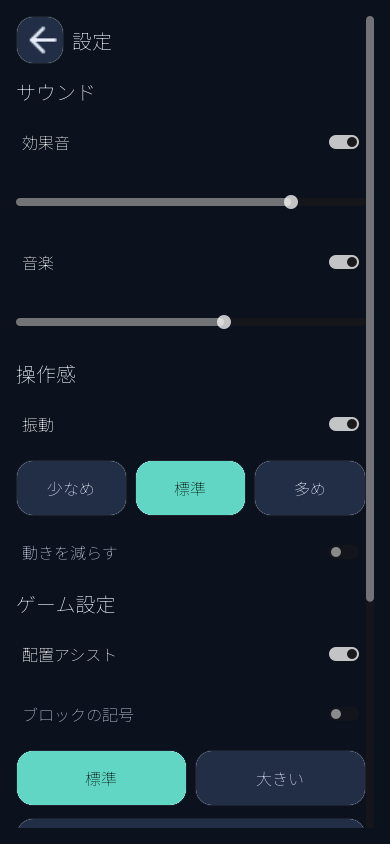 設定
サウンド
効果音
音楽
操作感
振動
少なめ 標準 多め
動きを減らす
ゲーム設定
配置アシスト
ブロックの記号
標準 大きい